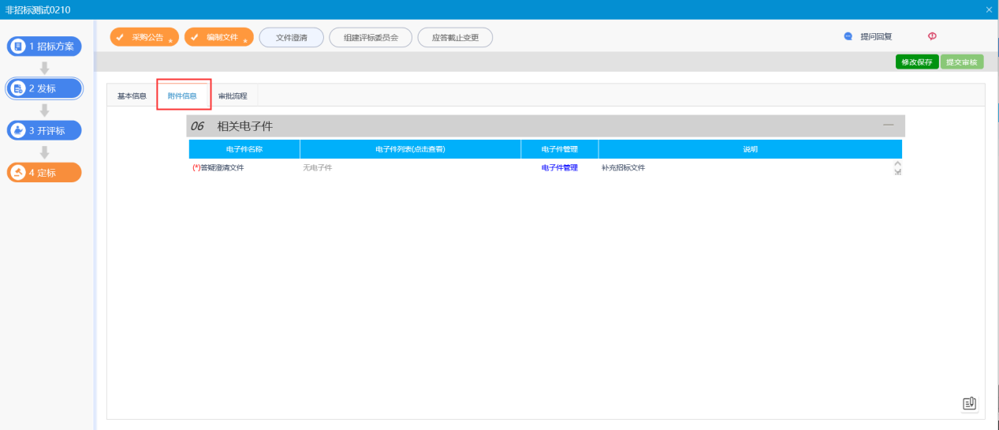 非招标测试0210
采购公告
编制文件
文件澄清
组建评标委员会
应答截止变更
提问回复
1 招标方案
2 发标
3 开评标
4 定标
修改保存
提交审核
基本信息
附件信息
审批流程
06 相关电子件
电子件名称
电子件列表(点击查看)
电子件管理
说明
(*)答疑澄清文件
无电子件
电子件管理
补充招标文件